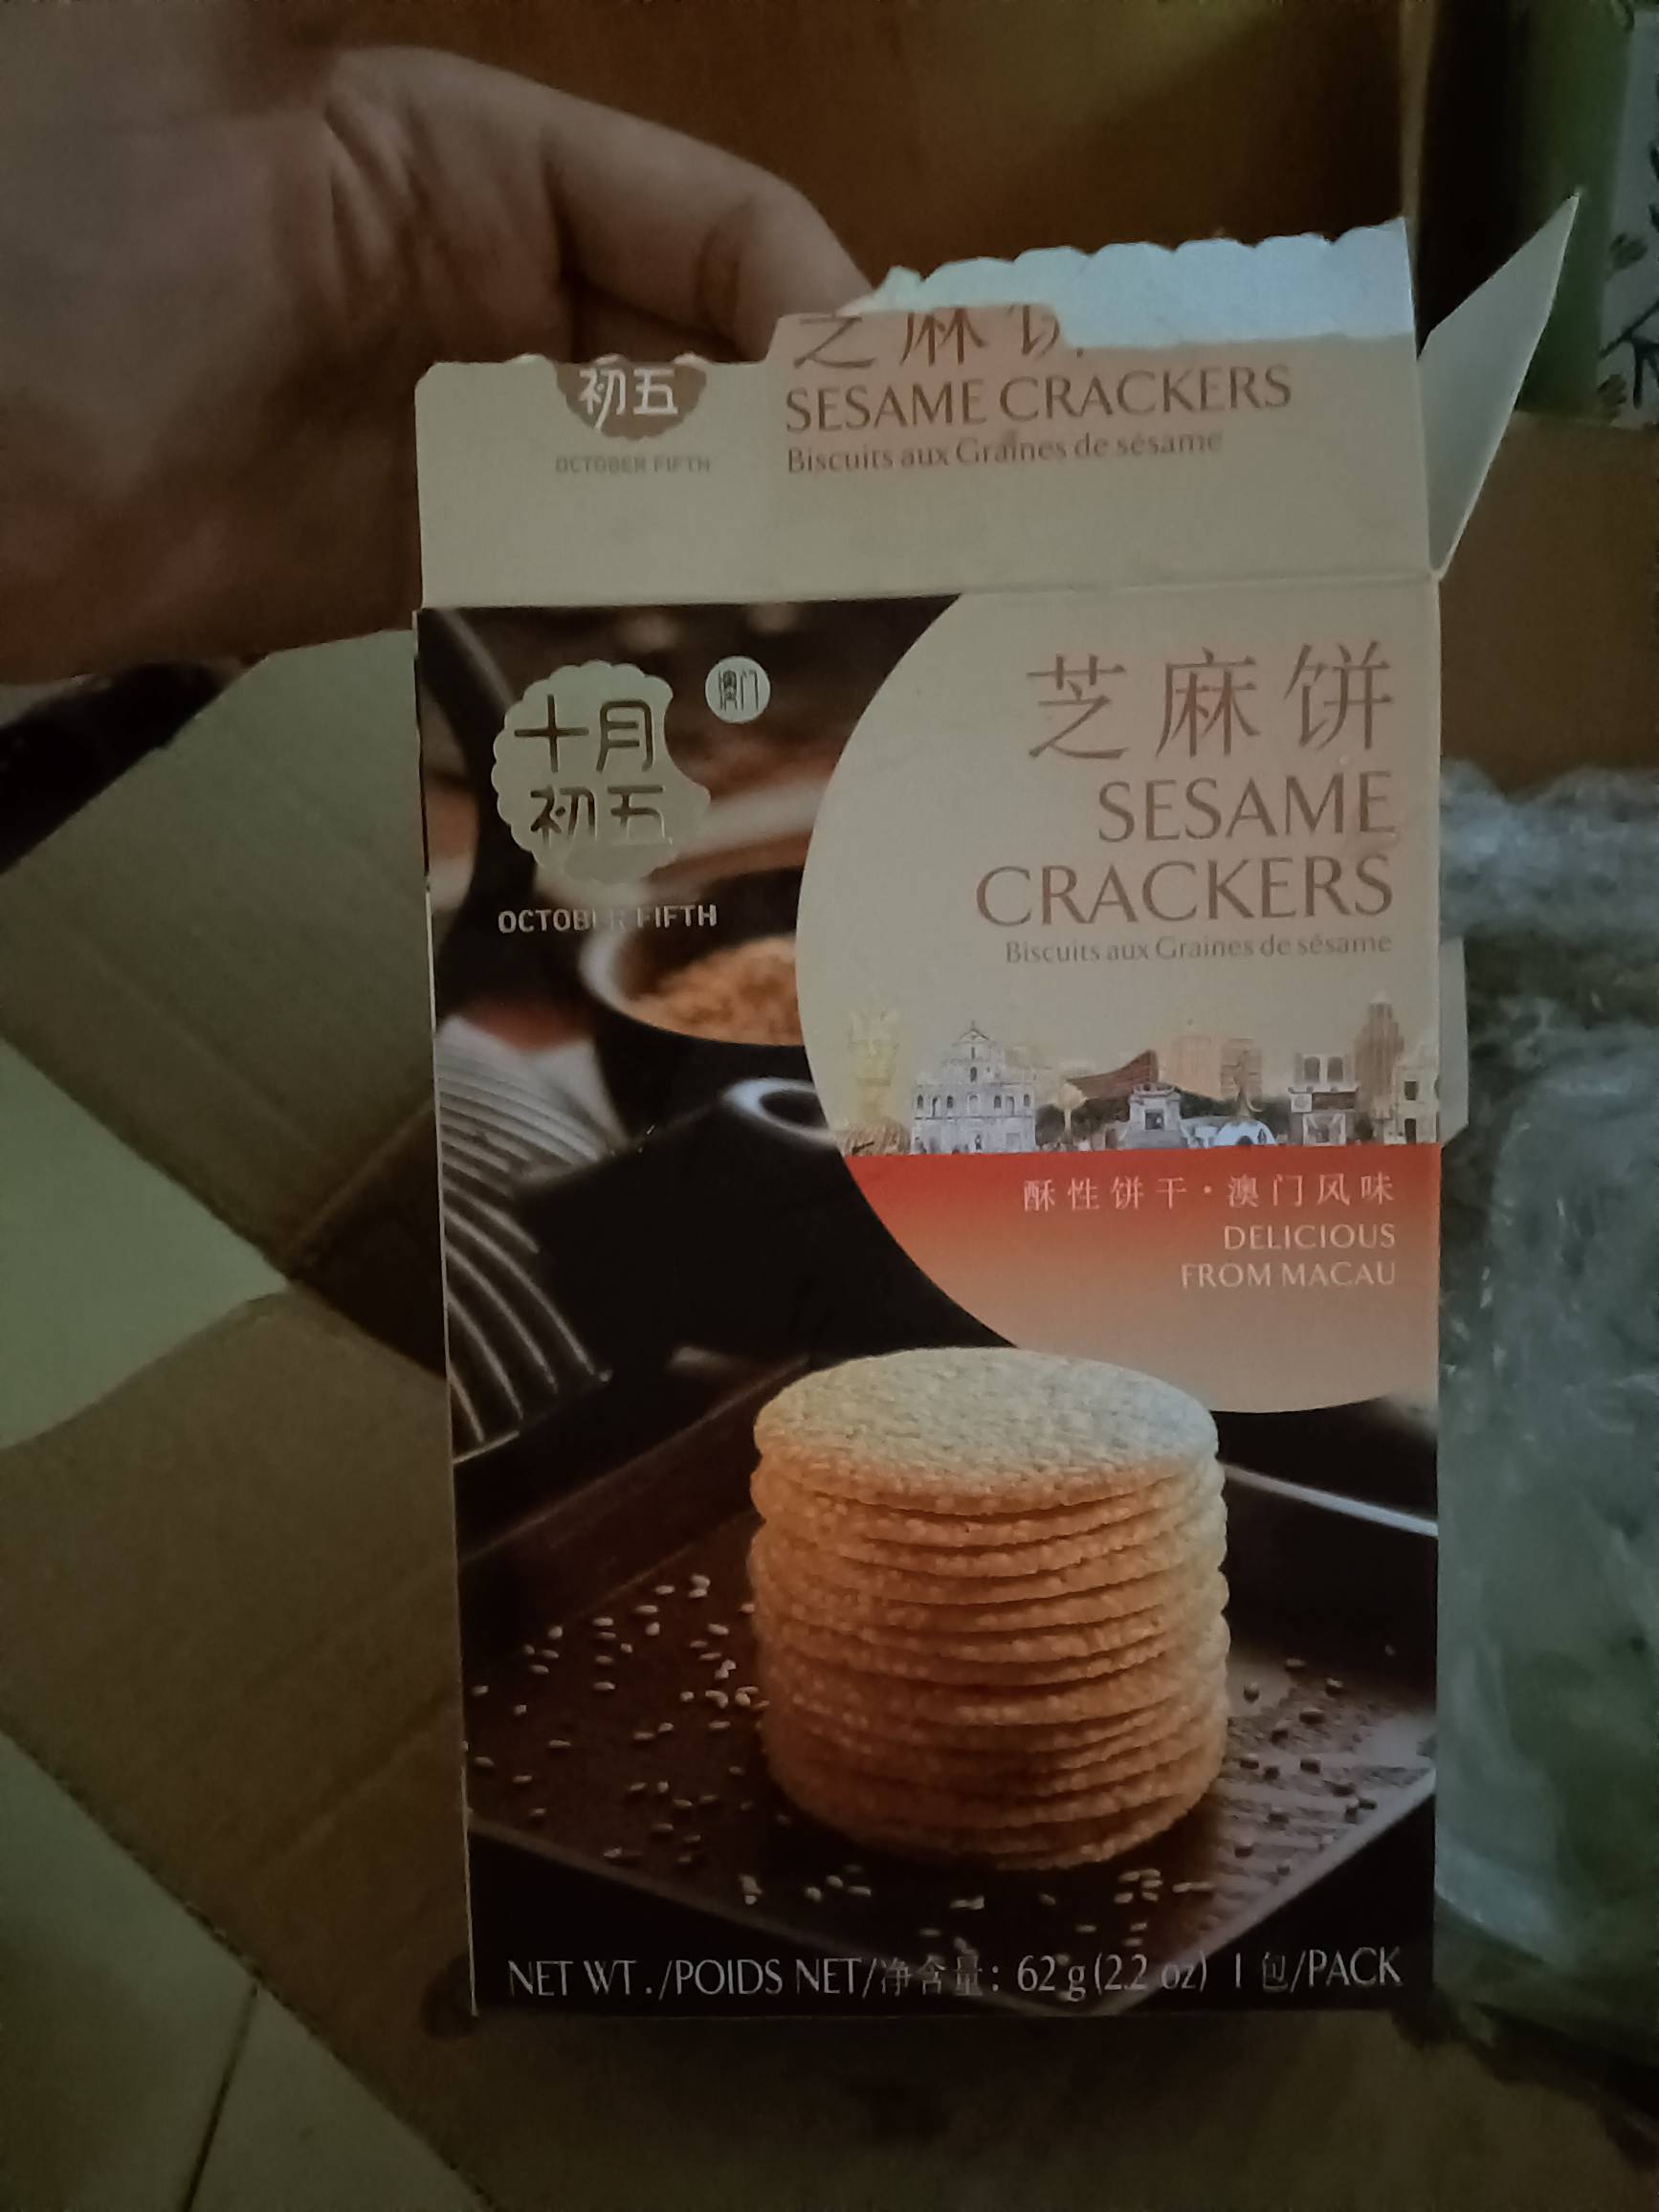 初五
OCTOBER FIFTH
SESAME CRACKERS
Biscuits aux Graines de sésame
十月
初五
澳门
OCTOBER FIFTH
芝麻饼
SESAME
CRACKERS
Biscuits aux Graines de sésame
酥性饼干·澳门风味
DELICIOUS
FROM MACAU
NET WT./POIDS NET/净含量: 62 g (2.2 oz) 1 包/PACK